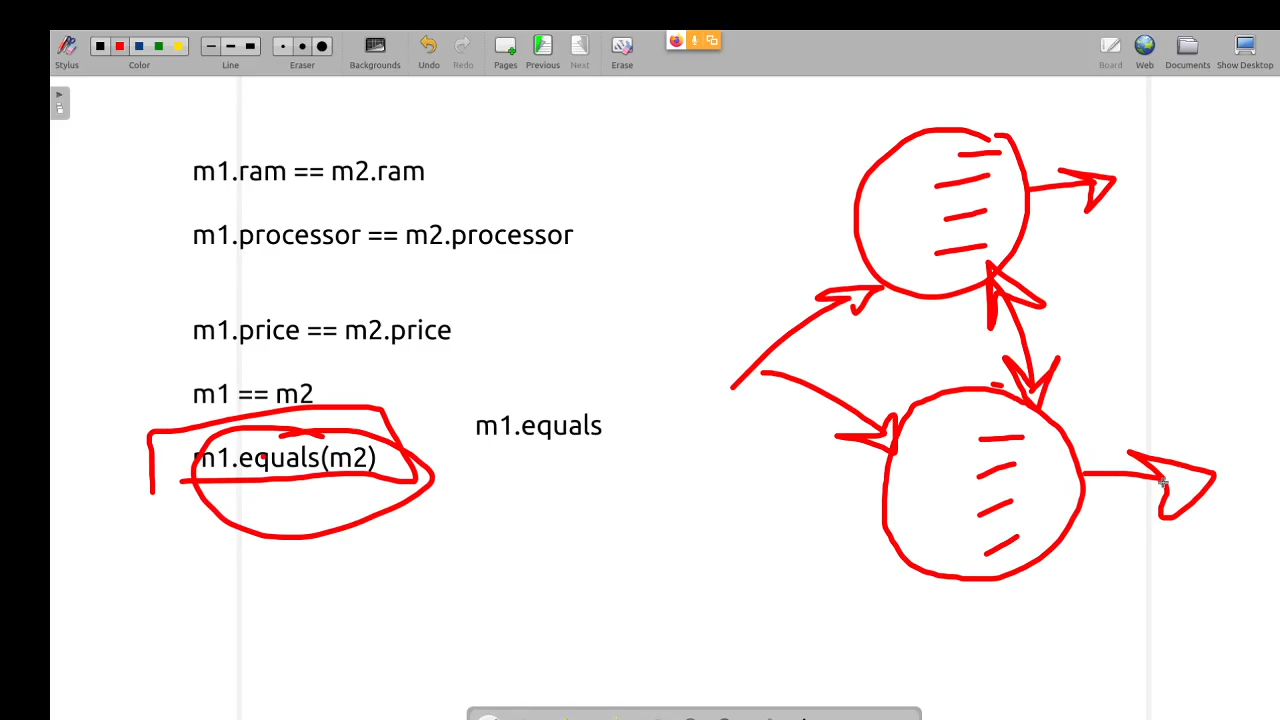 Stylus
Color
Line
Eraser
Backgrounds
Undo
Redo
Pages
Previous
Next
Erase
Board
Web
Documents
Show Desktop
m1.ram == m2.ram
m1.processor == m2.processor
m1.price == m2.price
m1 == m2
m1.equals
m1.equals(m2)